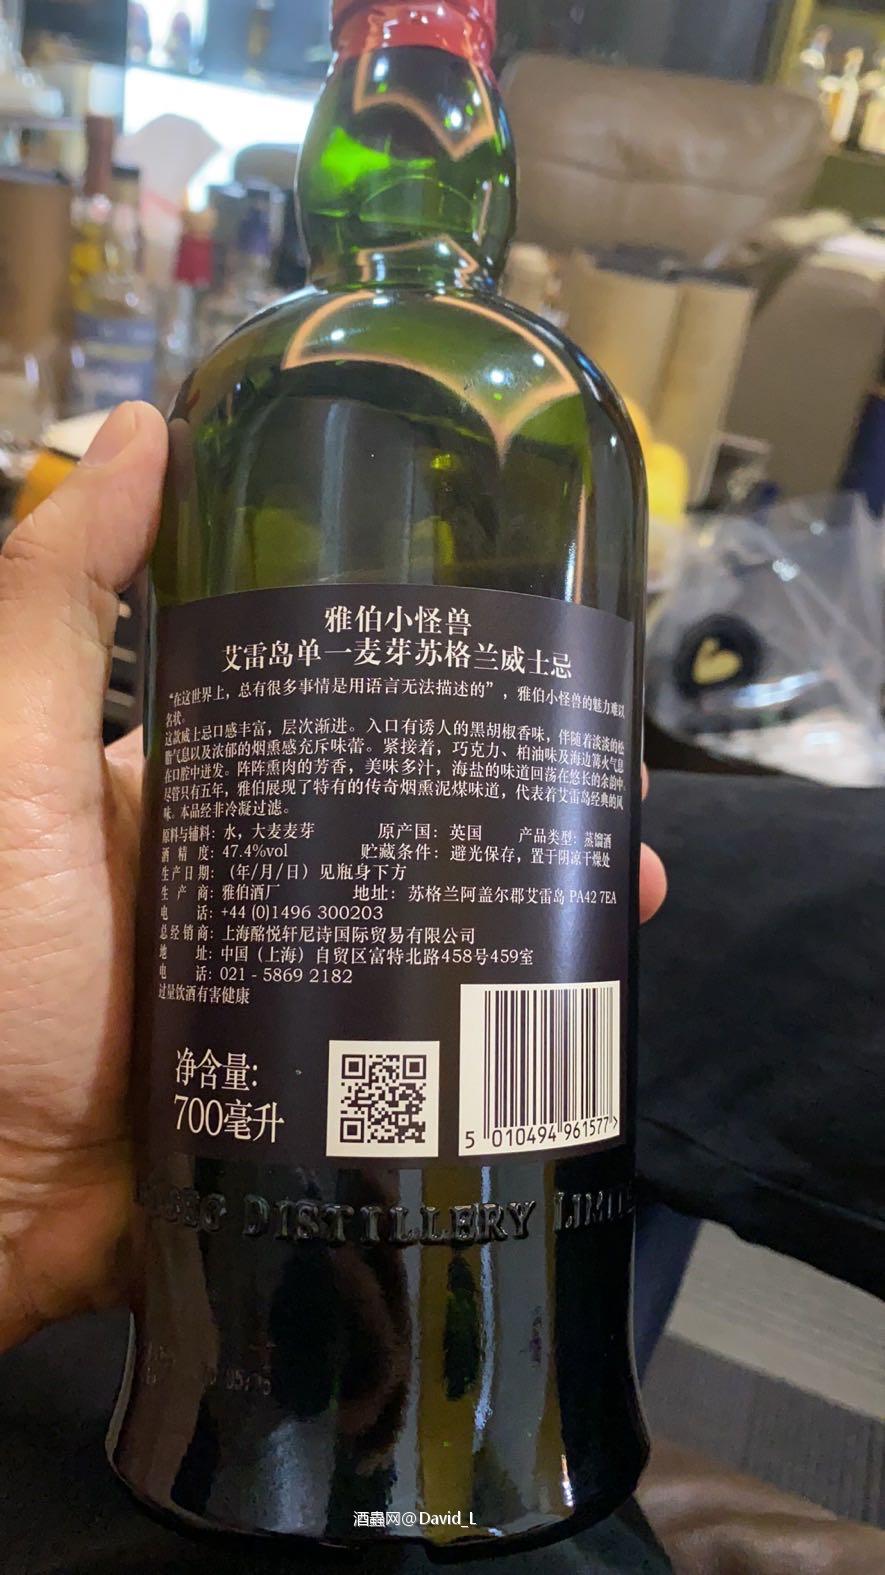 雅伯小怪兽
艾雷岛单一麦芽苏格兰威士忌
“在这世界上，总有很多事情是用语言无法描述的”，雅伯小怪兽的魅力难以
名状。
这款威士忌口感丰富，层次渐进。入口有诱人的黑胡椒香味，伴随着淡淡的松
脂气息以及浓郁的烟熏感充斥味蕾。紧接着，巧克力、柏油味及海边篝火气息
在口腔中迸发。阵阵熏肉的芳香，美味多汁，海盐的味道回荡在悠长的余韵中。
尽管只有五年，雅伯展现了特有的传奇烟熏泥煤味道，代表着艾雷岛经典的风
味。本品经非冷凝过滤。
原料与辅料：水，大麦麦芽 原产国：英国 产品类型：蒸馏酒
酒精度：47.4%vol 贮藏条件：避光保存，置于阴凉干燥处
生产日期：（年/月/日）见瓶身下方
生产商：雅伯酒厂 地址：苏格兰阿盖尔郡艾雷岛 PA42 7EA
电话：+44 (0)1496 300203
总经销商：上海酩悦轩尼诗国际贸易有限公司
地址：中国（上海）自贸区富特北路458号459室
电话：021 - 5869 2182
过量饮酒有害健康
净含量:
700毫升
5 010494 961577 >
DISTILLERY LIMITE
酒蟲网@David_L